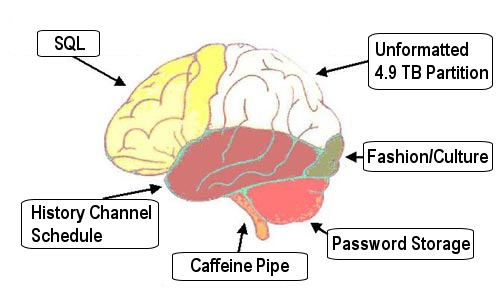 SQL
Unformatted
4.9 TB Partition
Fashion/Culture
History Channel
Schedule
Password Storage
Caffeine Pipe